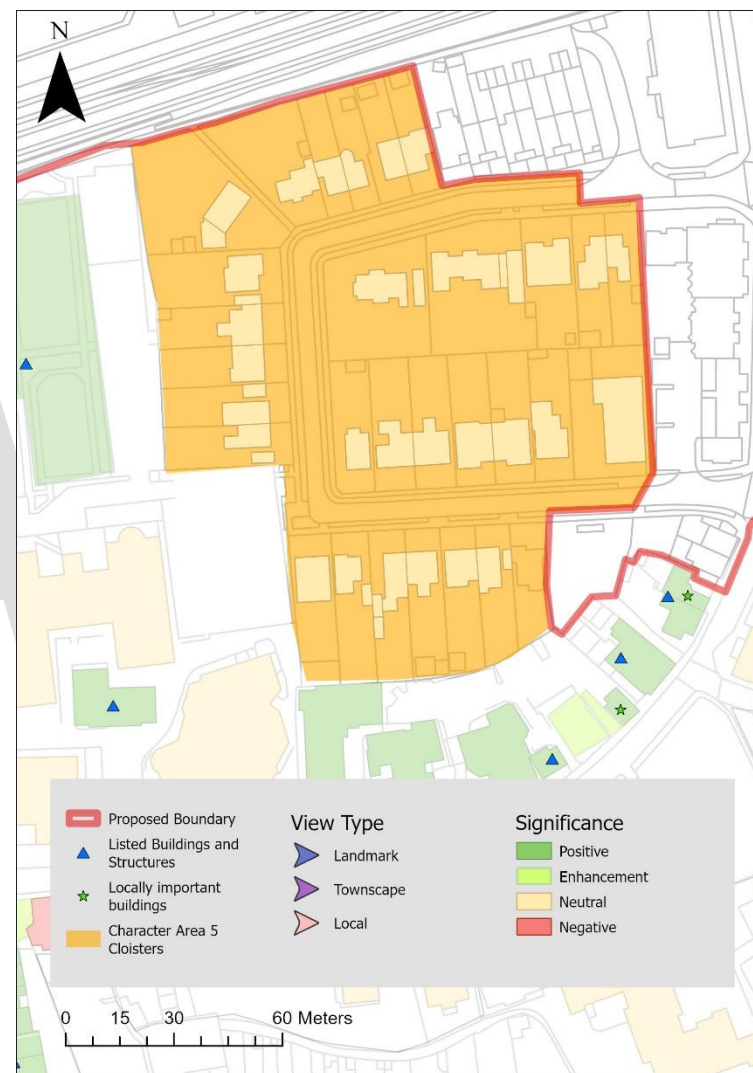 N
Proposed Boundary
Listed Buildings and
Structures
Locally important
buildings
Character Area 5
Cloisters
View Type
Landmark
Townscape
Local
Significance
Positive
Enhancement
Neutral
Negative
0 15 30 60 Meters